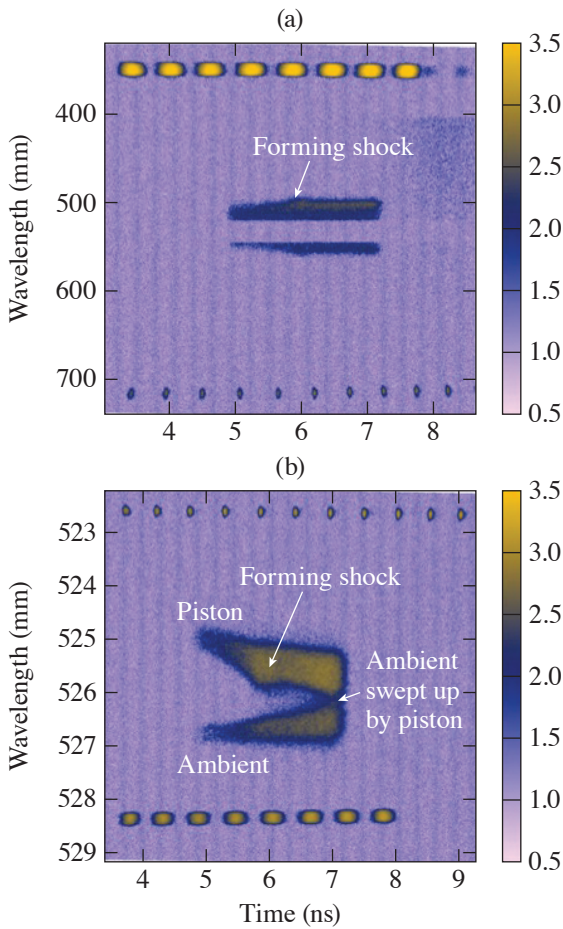 (a)
3.5
3.0
2.5
2.0
1.5
1.0
0.5
Wavelength (mm)
400
500
600
700
Forming shock
4 5 6 7 8
(b)
3.5
3.0
2.5
2.0
1.5
1.0
0.5
Wavelength (mm)
523
524
525
526
527
528
529
Forming shock
Piston
Ambient
swept up
by piston
Ambient
4 5 6 7 8 9
Time (ns)